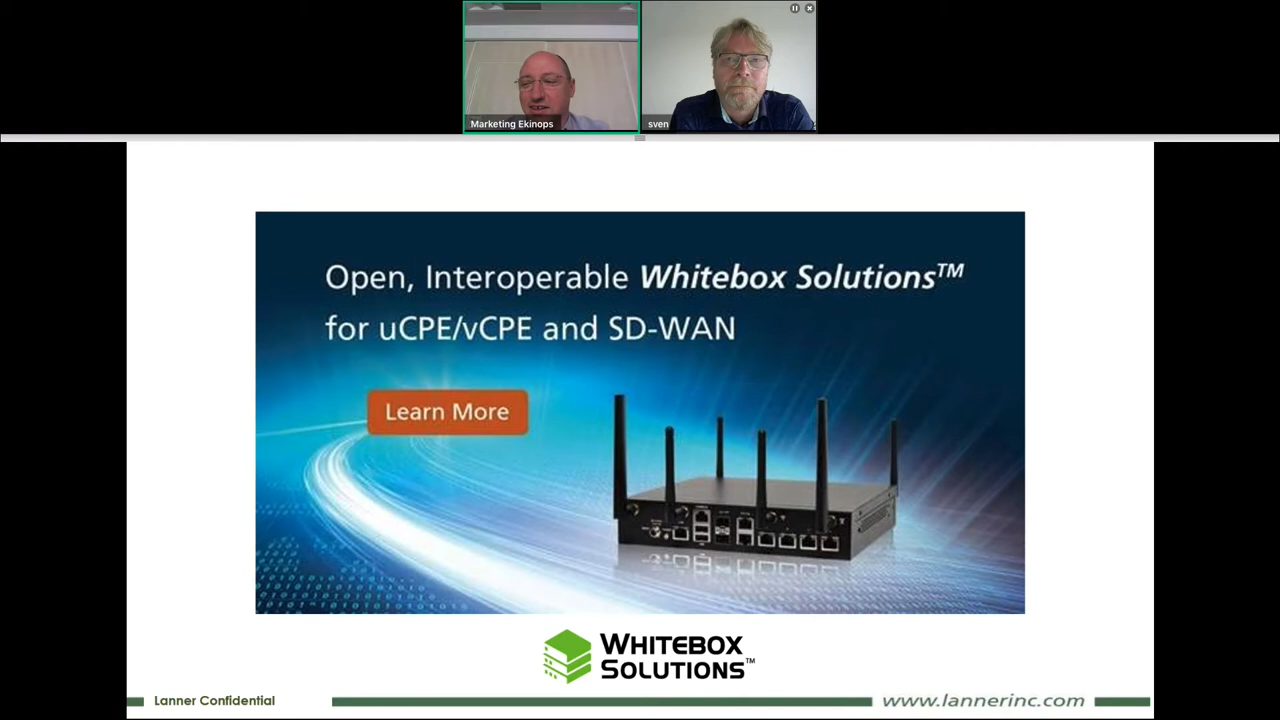 Marketing Ekinops
sven
Open, Interoperable Whitebox Solutions™
for uCPE/vCPE and SD-WAN
Learn More
WHITEBOX
SOLUTIONS™
Lanner Confidential
www.lannerinc.com